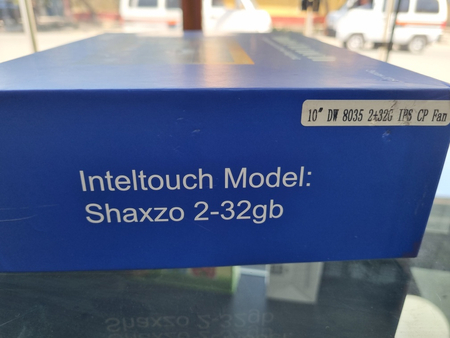 10" DW 8035 2+32G IPS CP Fan
Inteltouch Model:
Shaxzo 2-32gb